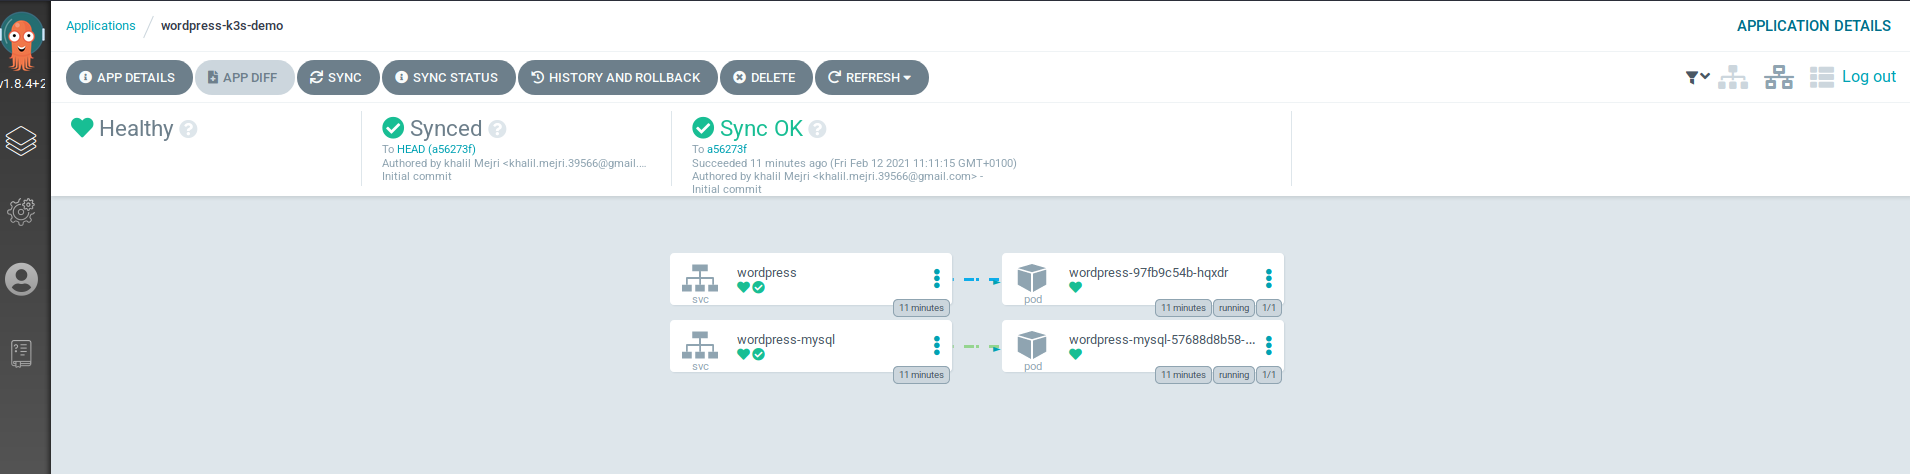 Applications / wordpress-k3s-demo
APPLICATION DETAILS
v1.8.4+2
APP DETAILS
APP DIFF
SYNC
SYNC STATUS
HISTORY AND ROLLBACK
DELETE
REFRESH
Log out
Healthy ?
Synced ?
To HEAD (a56273f)
Authored by khalil Mejri <khalil.mejri.39566@gmail....
Initial commit
Sync OK ?
To a56273f
Succeeded 11 minutes ago (Fri Feb 12 2021 11:11:15 GMT+0100)
Authored by khalil Mejri <khalil.mejri.39566@gmail.com> -
Initial commit
wordpress
svc
11 minutes
wordpress-97fb9c54b-hqxdr
pod
11 minutes
running
1/1
wordpress-mysql
svc
11 minutes
wordpress-mysql-57688d8b58-...
pod
11 minutes
running
1/1